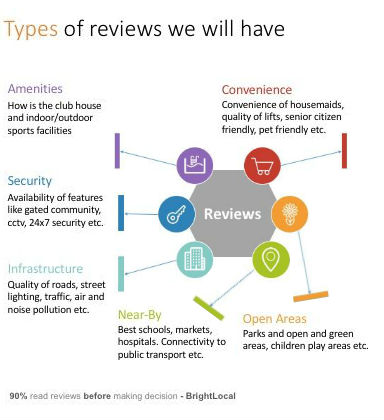 Types of reviews we will have
Amenities
How is the club house
and indoor/outdoor
sports facilities
Convenience
Convenience of housemaids,
quality of lifts, senior citizen
friendly, pet friendly etc.
Security
Availability of features
like gated community,
cctv, 24x7 security etc.
Reviews
Infrastructure
Quality of roads, street
lighting, traffic, air and
noise pollution etc.
Near-By
Best schools, markets,
hospitals. Connectivity to
public transport etc.
Open Areas
Parks and open and green
areas, children play areas etc.
90% read reviews before making decision - BrightLocal